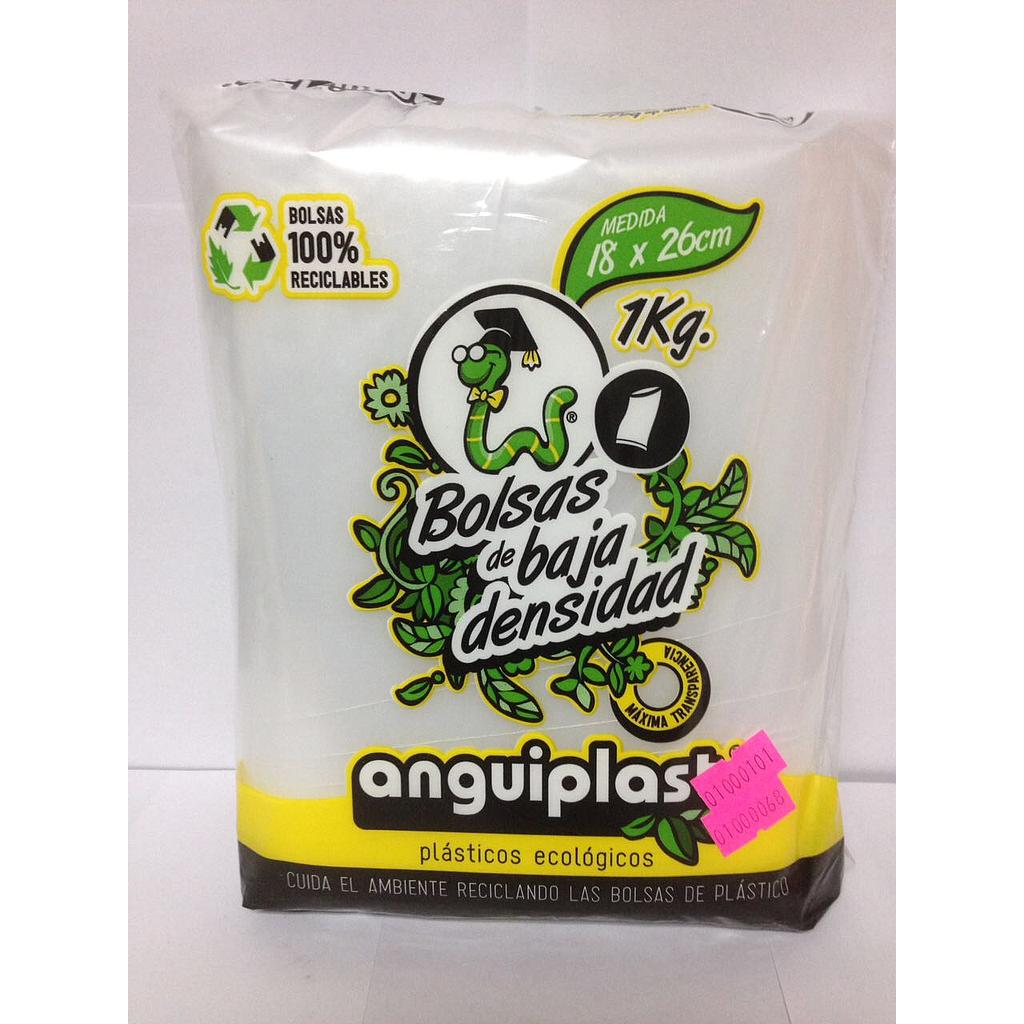 BOLSAS
100%
RECICLABLES
MEDIDA
18 x 26cm
1Kg.
®
Bolsas
de baja
densidad
MÁXIMA TRANSPARENCIA
anguiplast
01000101
01000068
plásticos ecológicos
CUIDA EL AMBIENTE RECICLANDO LAS BOLSAS DE PLÁSTICO